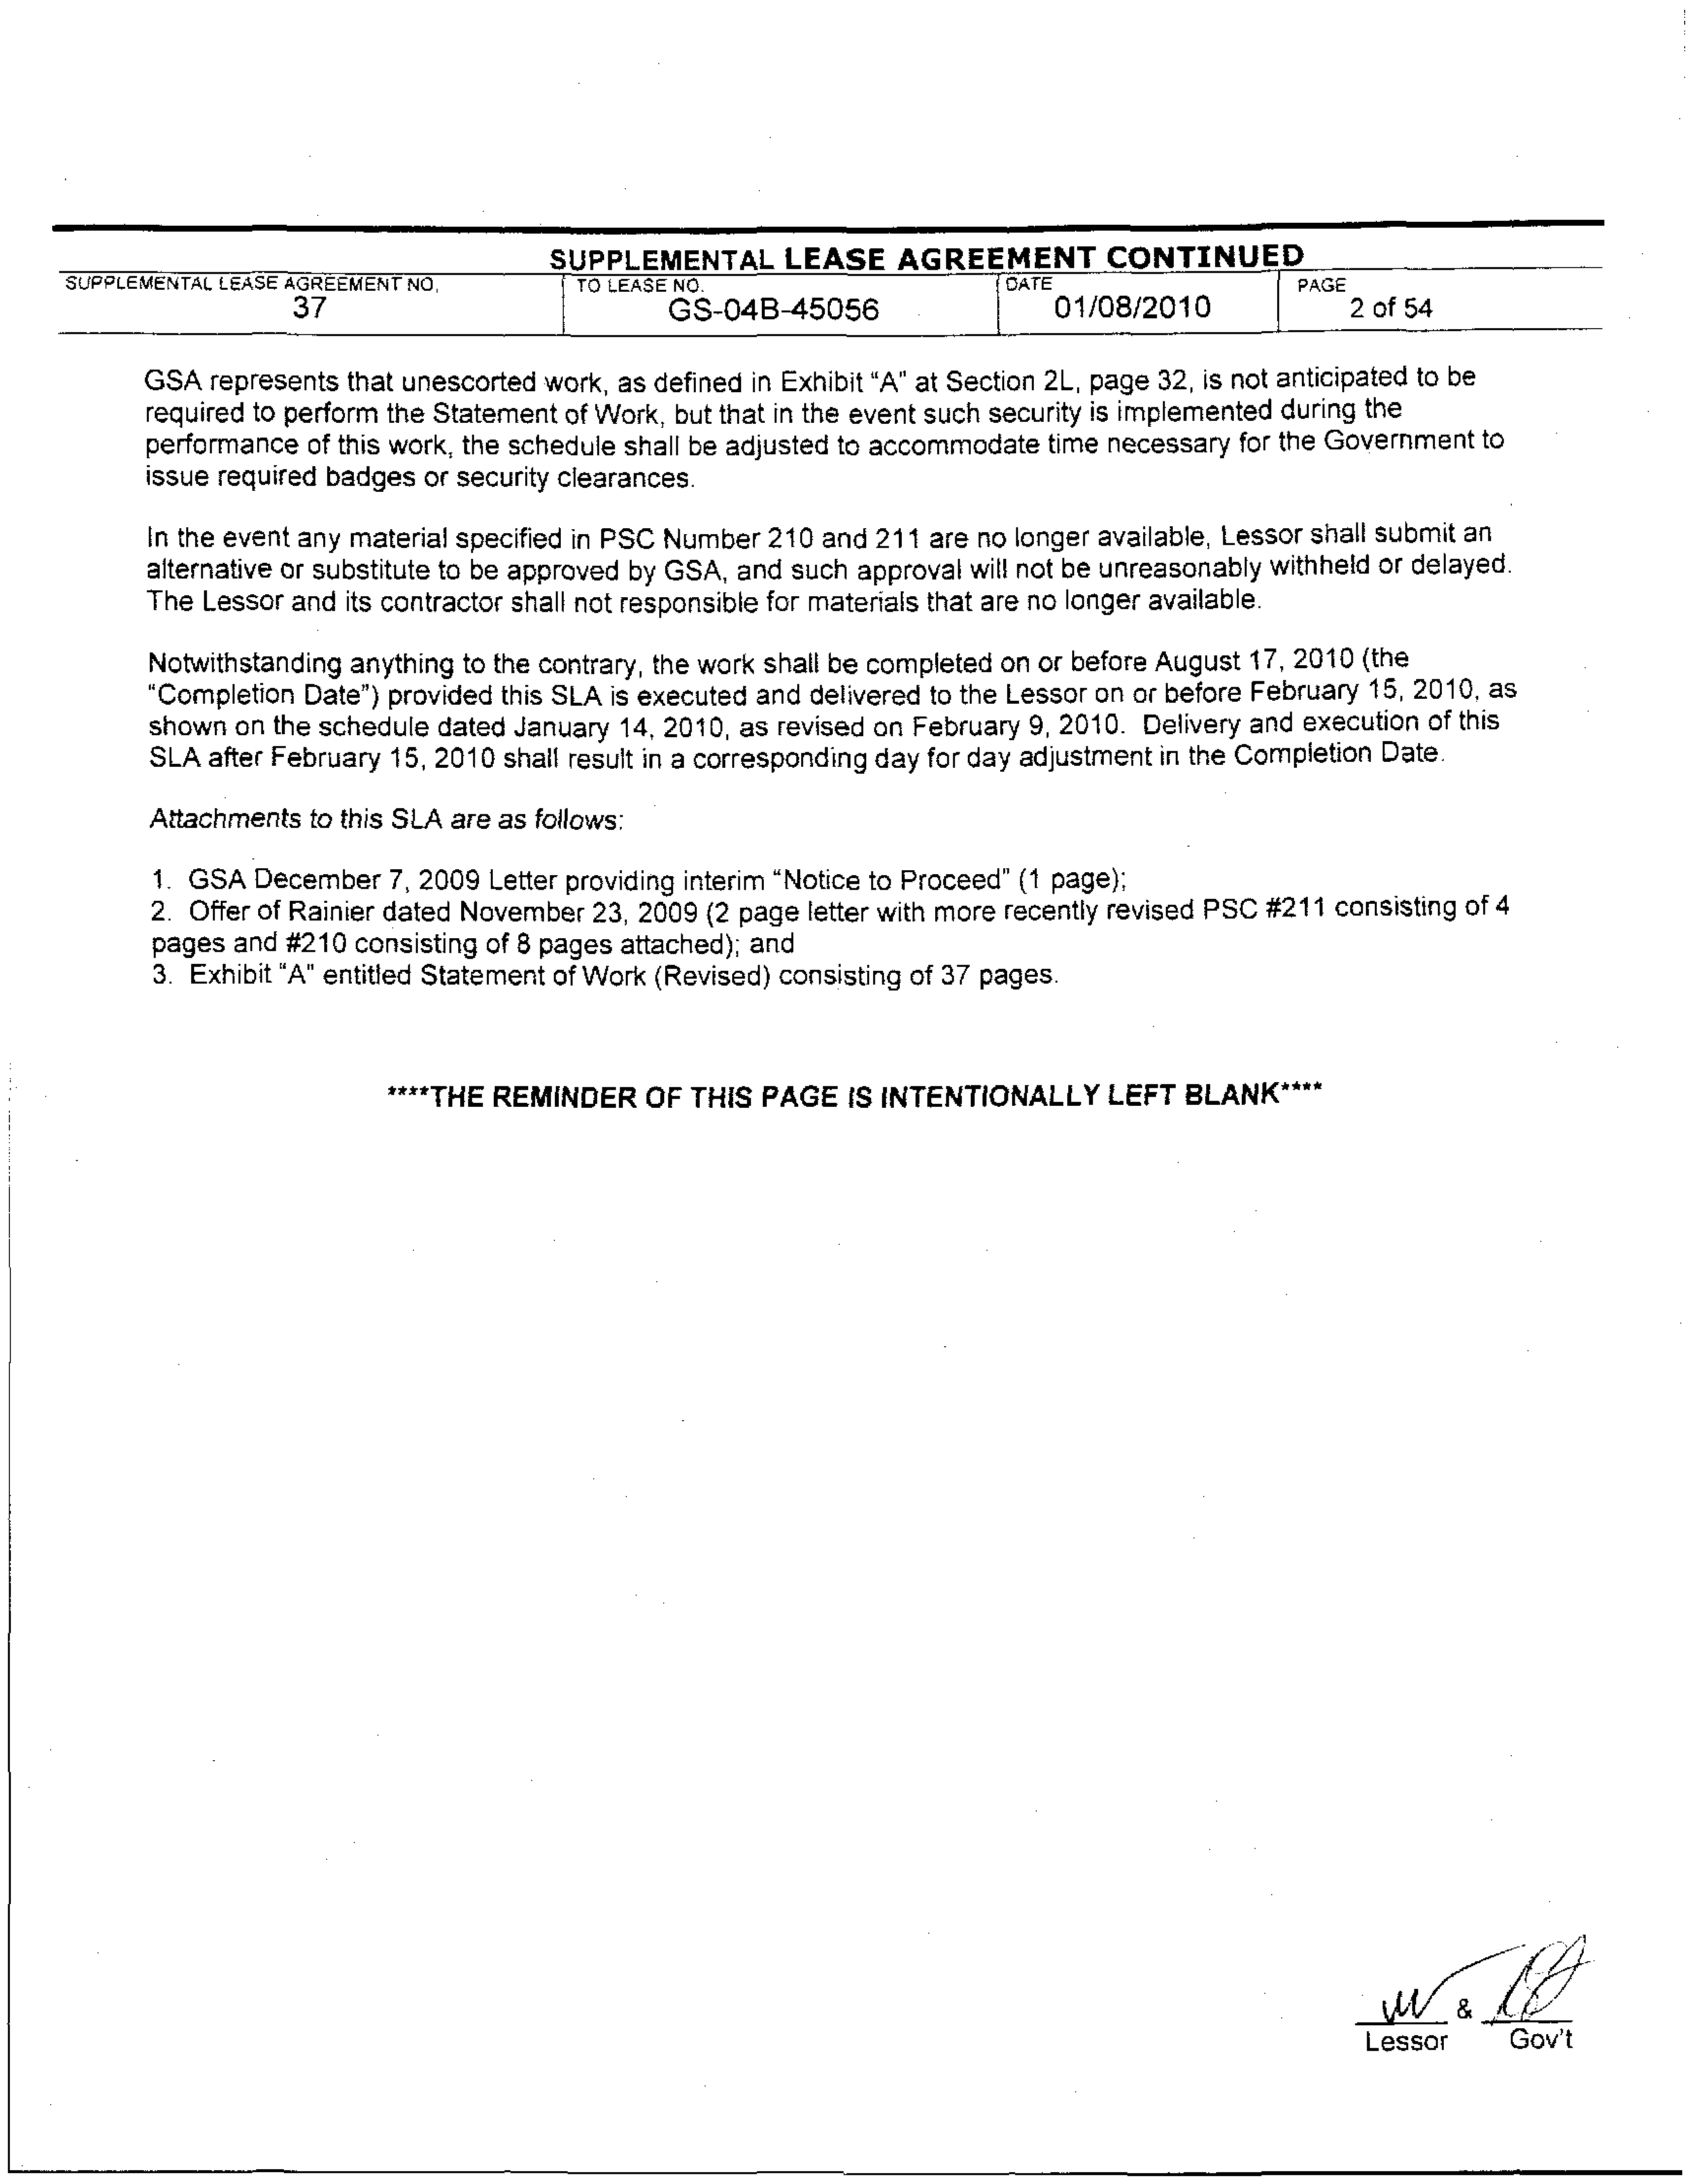 SUPPLEMENTAL LEASE AGREEMENT CONTINUED
SUPPLEMENTAL LEASE AGREEMENT NO. TO LEASE NO. DATE PAGE
37 GS-04B-45056 01/08/2010 2 of 54
GSA represents that unescorted work, as defined in Exhibit “A” at Section 2L, page 32, is not anticipated to be
required to perform the Statement of Work, but that in the event such security is implemented during the
performance of this work, the schedule shall be adjusted to accommodate time necessary for the Government to
issue required badges or security clearances.
In the event any material specified in PSC Number 210 and 211 are no longer available, Lessor shall submit an
alternative or substitute to be approved by GSA, and such approval will not be unreasonably withheld or delayed.
The Lessor and its contractor shall not responsible for materials that are no longer available.
Notwithstanding anything to the contrary, the work shall be completed on or before August 17, 2010 (the
“Completion Date”) provided this SLA is executed and delivered to the Lessor on or before February 15, 2010, as
shown on the schedule dated January 14, 2010, as revised on February 9, 2010. Delivery and execution of this
SLA after February 15, 2010 shall result in a corresponding day for day adjustment in the Completion Date.
Attachments to this SLA are as follows:
1. GSA December 7, 2009 Letter providing interim “Notice to Proceed” (1 page);
2. Offer of Rainier dated November 23, 2009 (2 page letter with more recently revised PSC #211 consisting of 4
pages and #210 consisting of 8 pages attached); and
3. Exhibit “A” entitled Statement of Work (Revised) consisting of 37 pages.
****THE REMINDER OF THIS PAGE IS INTENTIONALLY LEFT BLANK****
&
Lessor Gov't